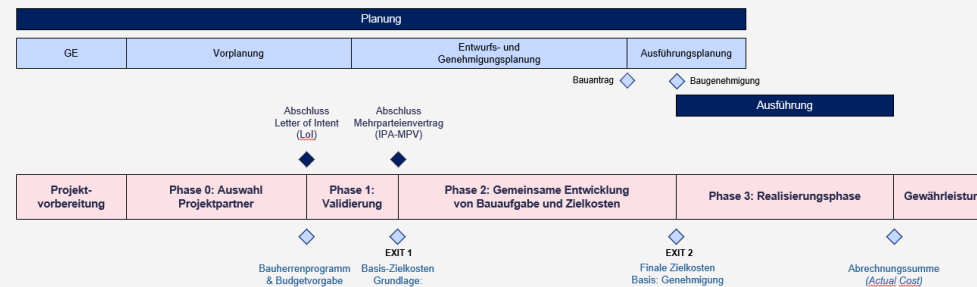 Planung
GE
Vorplanung
Entwurfs- und
Genehmigungsplanung
Ausführungsplanung
Bauantrag
Baugenehmigung
Ausführung
Abschluss
Letter of Intent
(LoI)
Abschluss
Mehrparteienvertrag
(IPA-MPV)
Projekt-
vorbereitung
Phase 0: Auswahl
Projektpartner
Phase 1:
Validierung
Phase 2: Gemeinsame Entwicklung
von Bauaufgabe und Zielkosten
Phase 3: Realisierungsphase
Gewährleistun
EXIT 1
EXIT 2
Bauherrenprogramm
& Budgetvorgabe
Basis-Zielkosten
Grundlage:
Finale Zielkosten
Basis: Genehmigung
Abrechnungssumme
(Actual Cost)